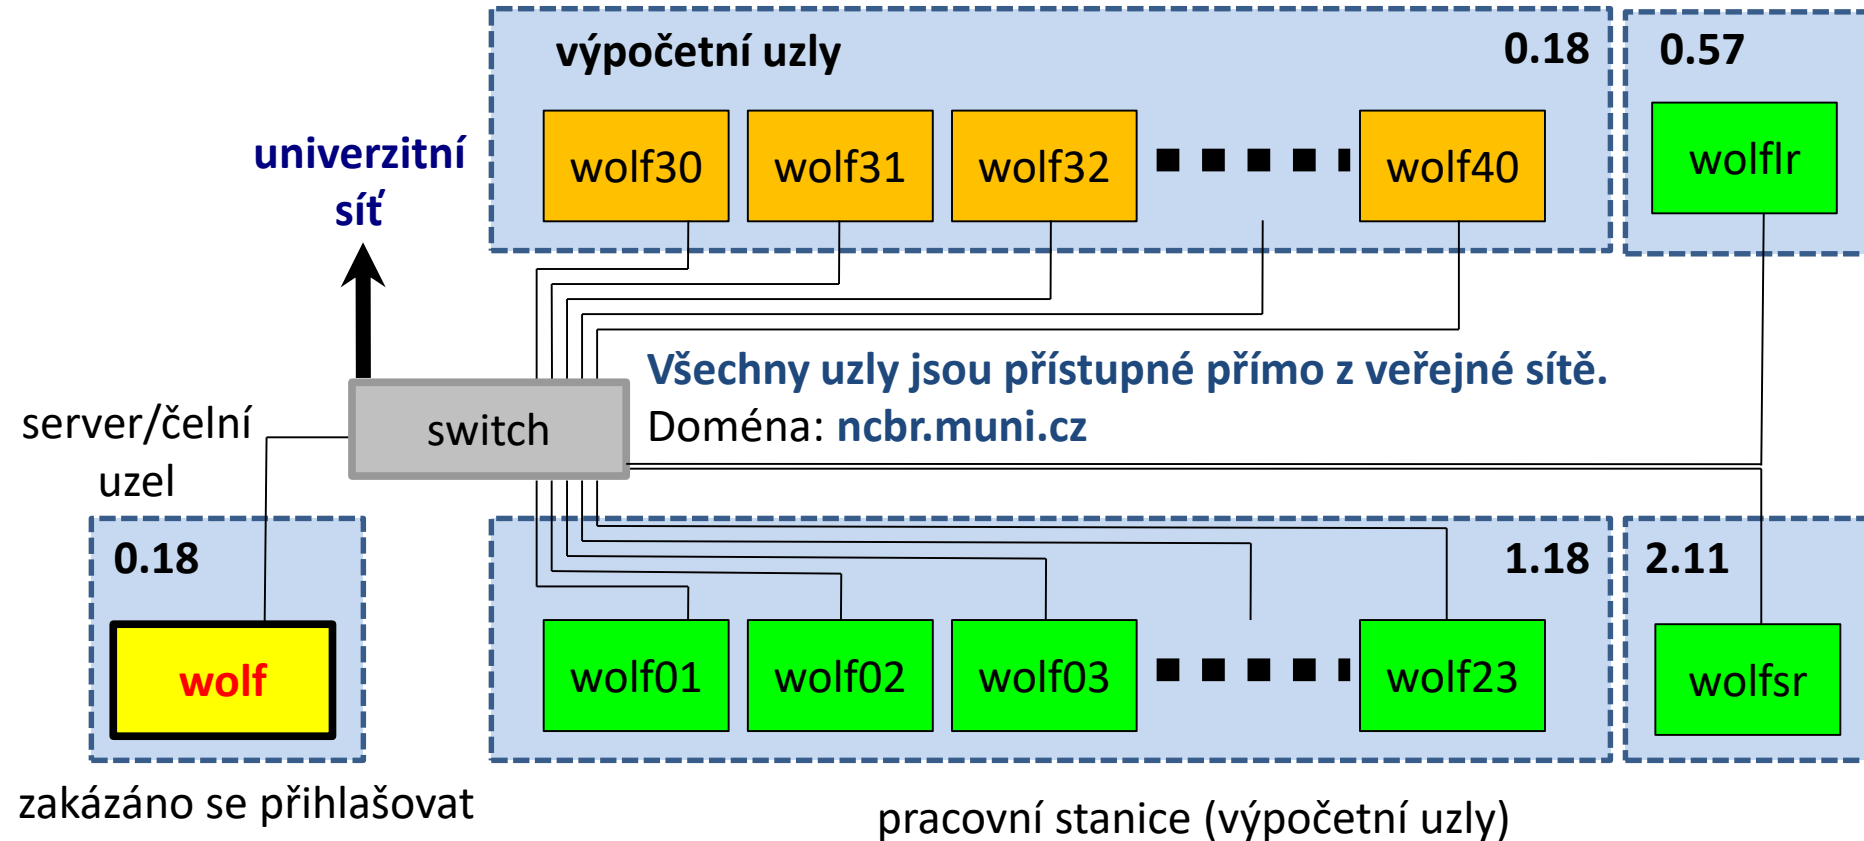 výpočetní uzly
0.18
0.57
wolf30
wolf31
wolf32
wolf40
wolflr
univerzitní
síť
Všechny uzly jsou přístupné přímo z veřejné sítě.
Doména: ncbr.muni.cz
switch
server/čelní
uzel
0.18
wolf
zakázáno se přihlašovat
1.18
2.11
wolf01
wolf02
wolf03
wolf23
wolfsr
pracovní stanice (výpočetní uzly)